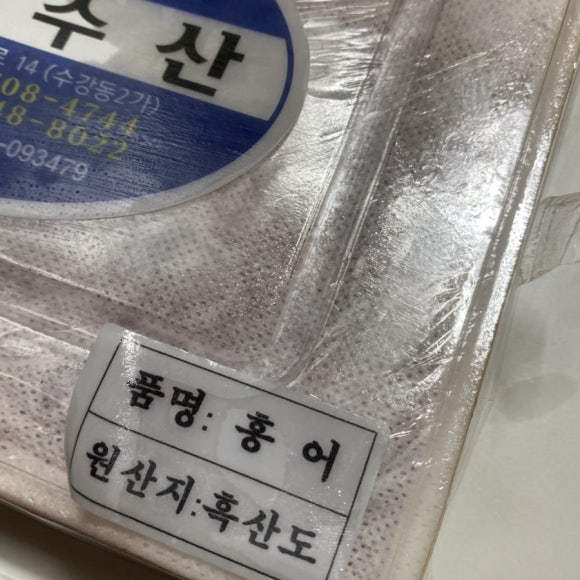 수산
로 14 (수강동2가)
508-4744
48-8022
-093479
품명: 홍어
원산지: 흑산도